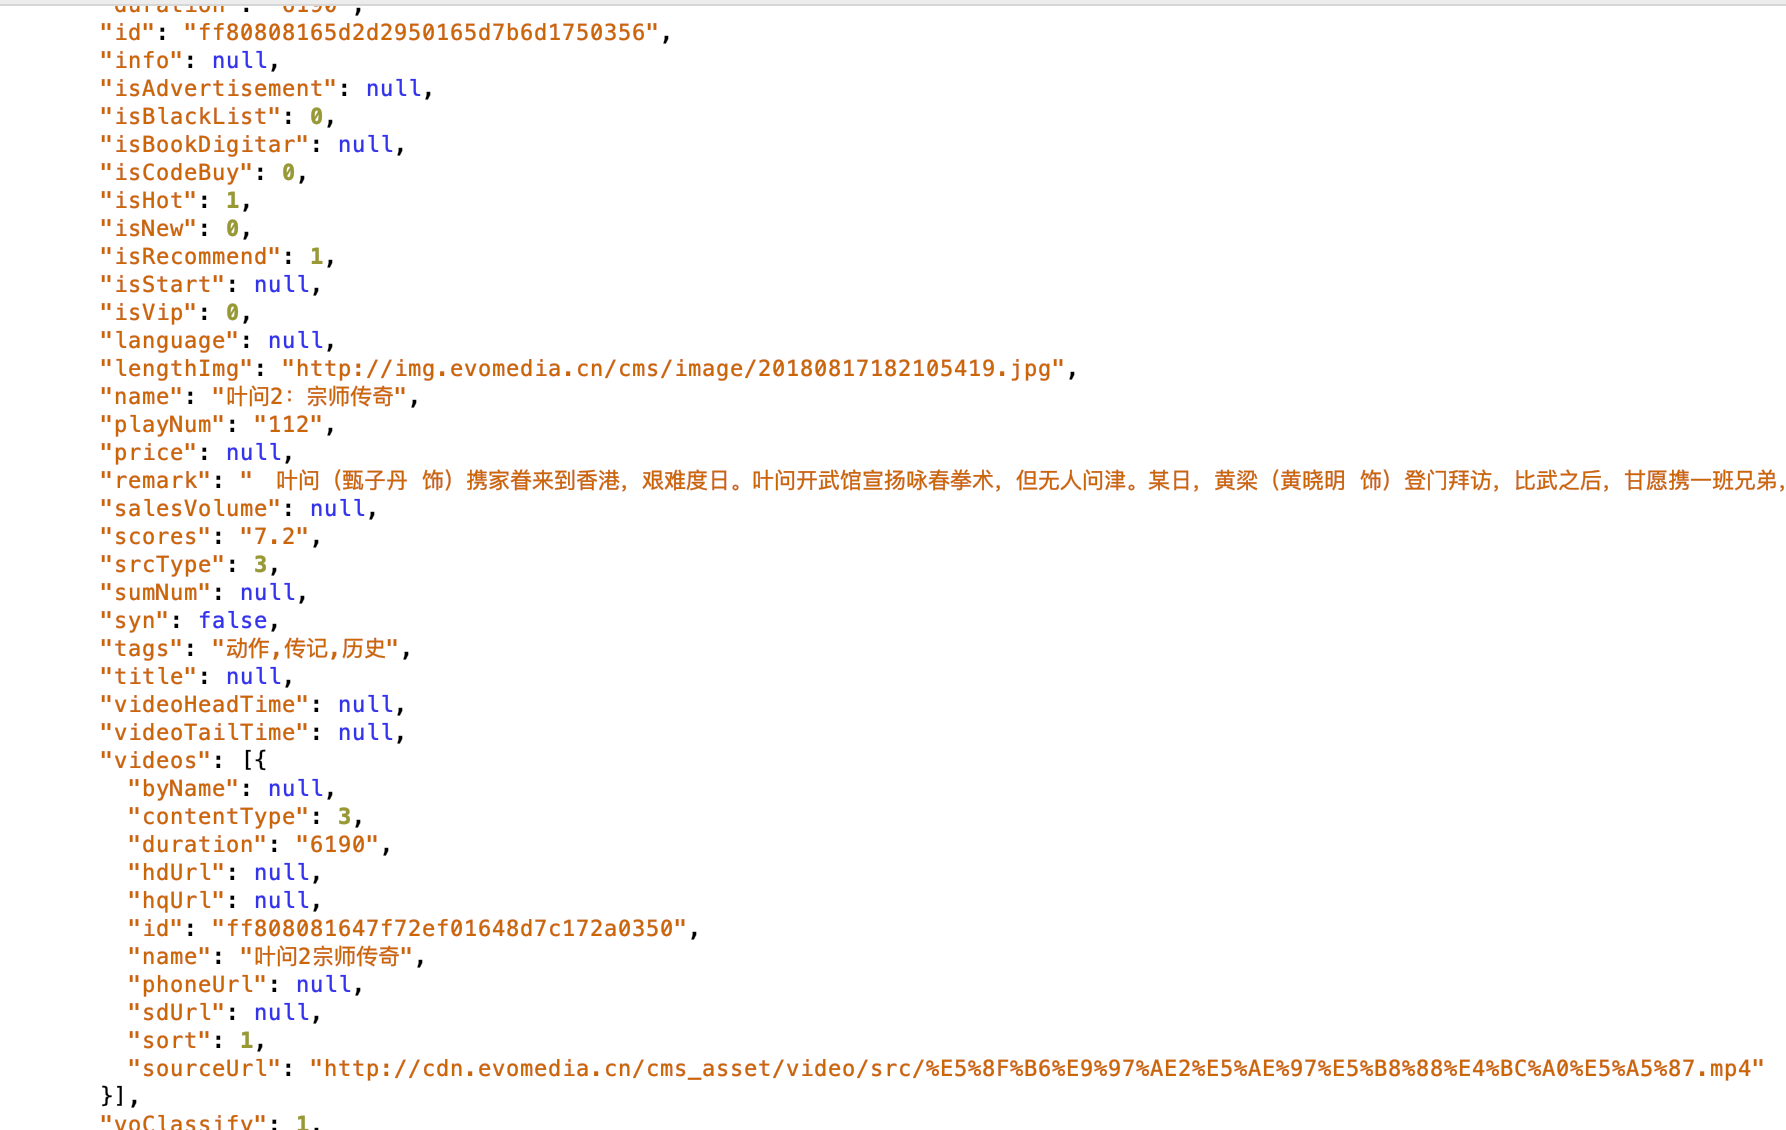 "duration": "6190",
"id": "ff80808165d2d2950165d7b6d1750356",
"info": null,
"isAdvertisement": null,
"isBlackList": 0,
"isBookDigitar": null,
"isCodeBuy": 0,
"isHot": 1,
"isNew": 0,
"isRecommend": 1,
"isStart": null,
"isVip": 0,
"language": null,
"lengthImg": "http://img.evomedia.cn/cms/image/20180817182105419.jpg",
"name": "叶问2：宗师传奇",
"playNum": "112",
"price": null,
"remark": "  叶问（甄子丹  饰）携家眷来到香港，艰难度日。叶问开武馆宣扬咏春拳术，但无人问津。某日，黄梁（黄晓明  饰）登门拜访，比武之后，甘愿携一班兄弟，
"salesVolume": null,
"scores": "7.2",
"srcType": 3,
"sumNum": null,
"syn": false,
"tags": "动作,传记,历史",
"title": null,
"videoHeadTime": null,
"videoTailTime": null,
"videos": [{
"byName": null,
"contentType": 3,
"duration": "6190",
"hdUrl": null,
"hqUrl": null,
"id": "ff808081647f72ef01648d7c172a0350",
"name": "叶问2宗师传奇",
"phoneUrl": null,
"sdUrl": null,
"sort": 1,
"sourceUrl": "http://cdn.evomedia.cn/cms_asset/video/src/%E5%8F%B6%E9%97%AE2%E5%AE%97%E5%B8%88%E4%BC%A0%E5%A5%87.mp4"
}],
"voClassify": 1,